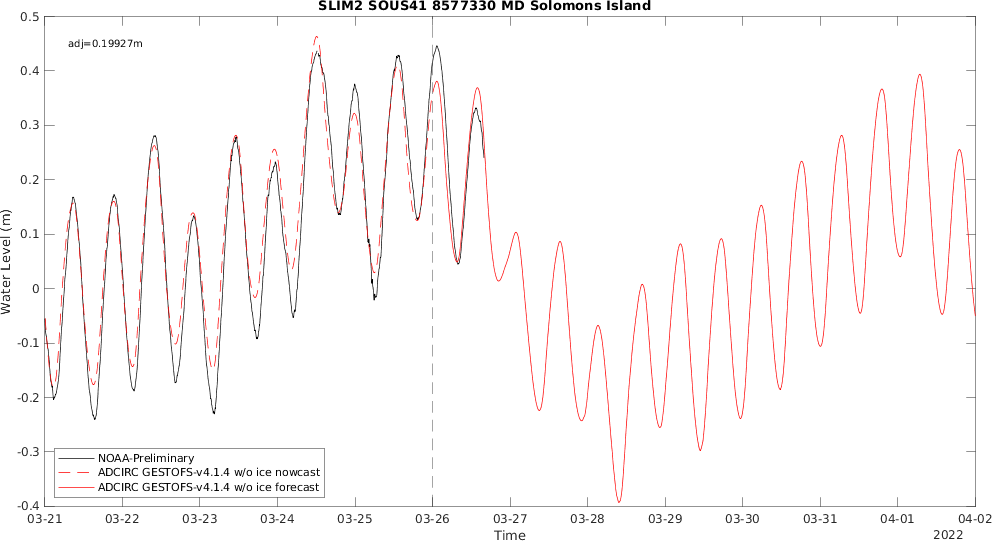 SLIM2 SOUS41 8577330 MD Solomons Island
0.5
adj=0.19927m
0.4
0.3
0.2
0.1
0
-0.1
-0.2
-0.3
-0.4
Water Level (m)
NOAA-Preliminary
ADCIRC GESTOFS-v4.1.4 w/o ice nowcast
ADCIRC GESTOFS-v4.1.4 w/o ice forecast
03-21 03-22 03-23 03-24 03-25 03-26 03-27 03-28 03-29 03-30 03-31 04-01 04-02
Time
2022